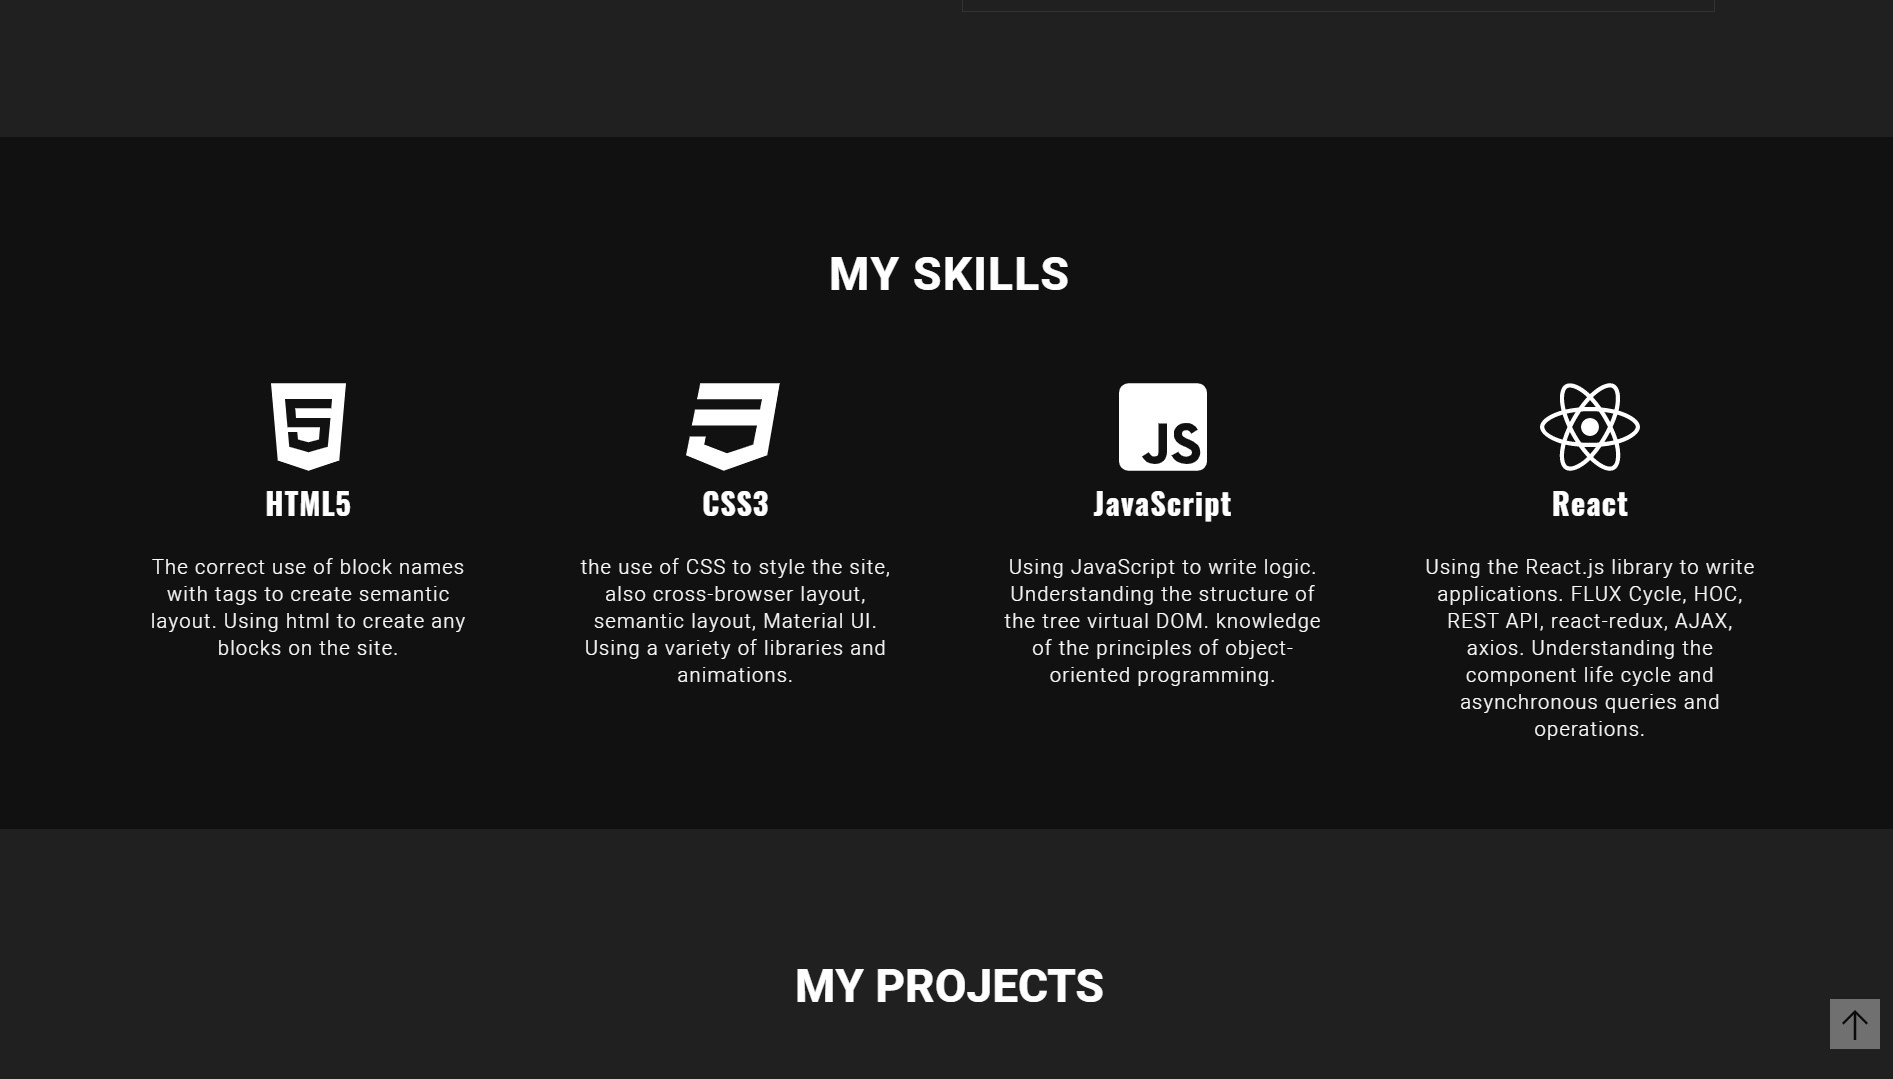 MY SKILLS
5
JS
HTML5
The correct use of block names
with tags to create semantic
layout. Using html to create any
blocks on the site.
CSS3
the use of CSS to style the site,
also cross-browser layout,
semantic layout, Material UI.
Using a variety of libraries and
animations.
JavaScript
Using JavaScript to write logic.
Understanding the structure of
the tree virtual DOM. knowledge
of the principles of object-
oriented programming.
React
Using the React.js library to write
applications. FLUX Cycle, HOC,
REST API, react-redux, AJAX,
axios. Understanding the
component life cycle and
asynchronous queries and
operations.
MY PROJECTS